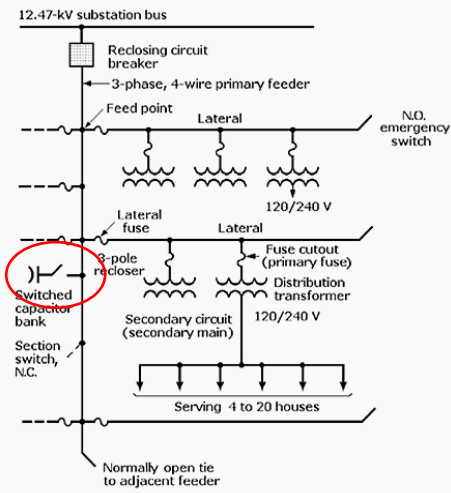 12.47-kV substation bus
Reclosing circuit
breaker
3-phase, 4-wire primary feeder
Feed point
Lateral
N.O.
emergency
switch
120/240 V
Lateral
fuse
Lateral
3-pole
recloser
Fuse cutout
(primary fuse)
Switched
capacitor
bank
Distribution
transformer
120/240 V
Secondary circuit
(secondary main)
Section
switch,
N.C.
Serving 4 to 20 houses
Normally open tie
to adjacent feeder